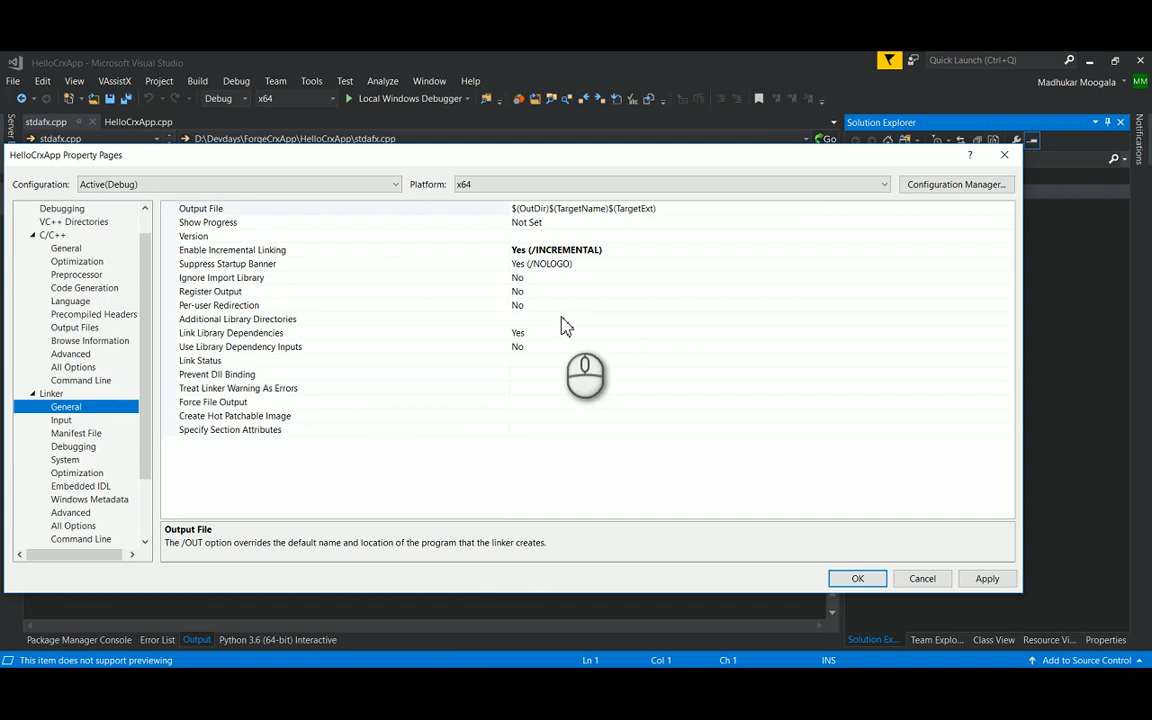 HelloCrxApp - Microsoft Visual Studio
Quick Launch (Ctrl+Q)
File Edit View VAssistX Project Build Debug Team Tools Test Analyze Window Help
Madhukar Moogala MM
Debug x64 Local Windows Debugger
stdafx.cpp HelloCrxApp.cpp
Solution Explorer
Notifications
stdafx.cpp D:\Devdays\ForgeCrxApp\HelloCrxApp\stdafx.cpp Go
HelloCrxApp Property Pages
?
Configuration: Active(Debug) Platform: x64 Configuration Manager...
Debugging
VC++ Directories
C/C++
General
Optimization
Preprocessor
Code Generation
Language
Precompiled Headers
Output Files
Browse Information
Advanced
All Options
Command Line
Linker
General
Input
Manifest File
Debugging
System
Optimization
Embedded IDL
Windows Metadata
Advanced
All Options
Command Line
Output File $(OutDir)$(TargetName)$(TargetExt)
Show Progress Not Set
Version
Enable Incremental Linking Yes (/INCREMENTAL)
Suppress Startup Banner Yes (/NOLOGO)
Ignore Import Library No
Register Output No
Per-user Redirection No
Additional Library Directories
Link Library Dependencies Yes
Use Library Dependency Inputs No
Link Status
Prevent Dll Binding
Treat Linker Warning As Errors
Force File Output
Create Hot Patchable Image
Specify Section Attributes
Output File
The /OUT option overrides the default name and location of the program that the linker creates.
OK Cancel Apply
Package Manager Console Error List Output Python 3.6 (64-bit) Interactive
Solution Ex... Team Explo... Class View Resource Vi... Properties
This item does not support previewing Ln 1 Col 1 Ch 1 INS Add to Source Control